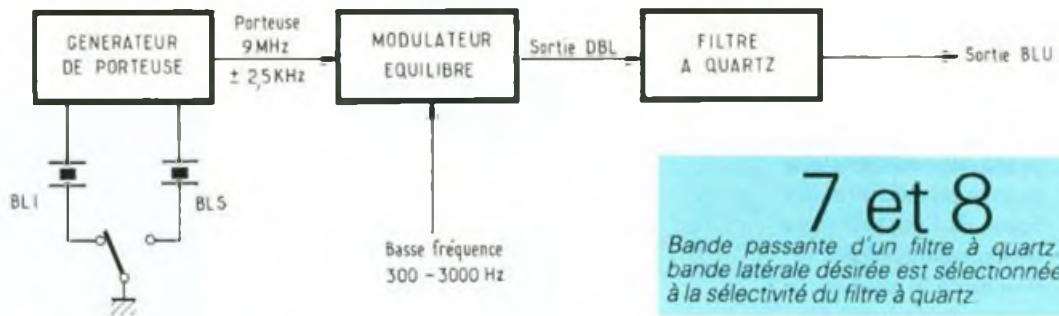 GENERATEUR
DE PORTEUSE
Porteuse
9 MHz
± 2,5 KHz
MODULATEUR
EQUILIBRE
Sortie DBL
FILTRE
A QUARTZ
Sortie BLU
BLI
BLS
Basse fréquence
300 - 3000 Hz
7 et 8
Bande passante d'un filtre à quartz
bande latérale désirée est sélectionnée
à la sélectivité du filtre à quartz